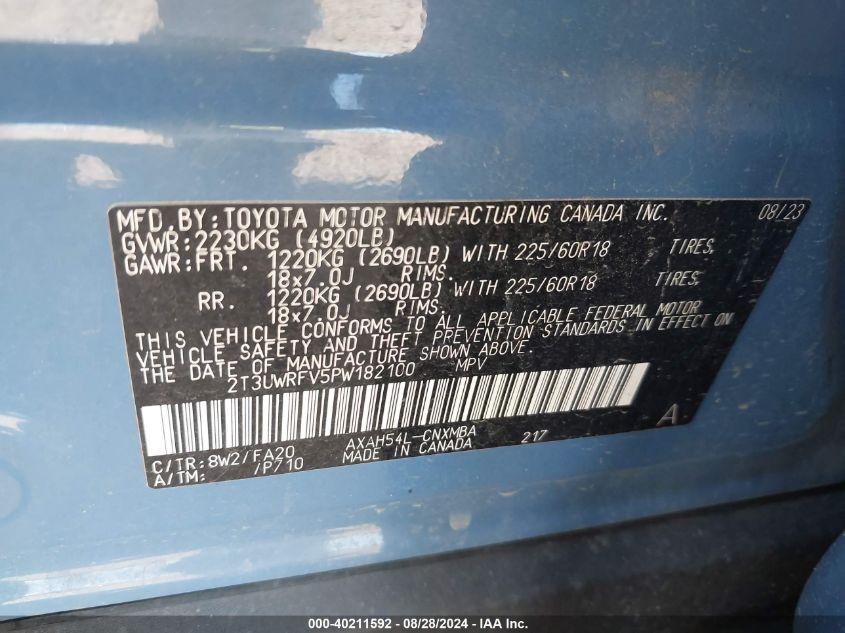 MFD.BY:TOYOTA MOTOR MANUFACTURING CANADA INC. 08/23
GVWR:2230KG (4920LB)
GAWR:FRT. 1220KG (2690LB) WITH 225/60R18 TIRES,
18x7.0J RIMS.
RR. 1220KG (2690LB) WITH 225/60R18 TIRES,
18x7.0J RIMS.
THIS VEHICLE CONFORMS TO ALL APPLICABLE FEDERAL MOTOR
VEHICLE SAFETY AND THEFT PREVENTION STANDARDS IN EFFECT ON
THE DATE OF MANUFACTURE SHOWN ABOVE.
2T3UWRFV5PW182100 MPV
A
C/TR:8W2/FA20 AXAH54L-CNXMBA 217
A/TM: /P710 MADE IN CANADA
000-40211592 - 08/28/2024 - IAA Inc.